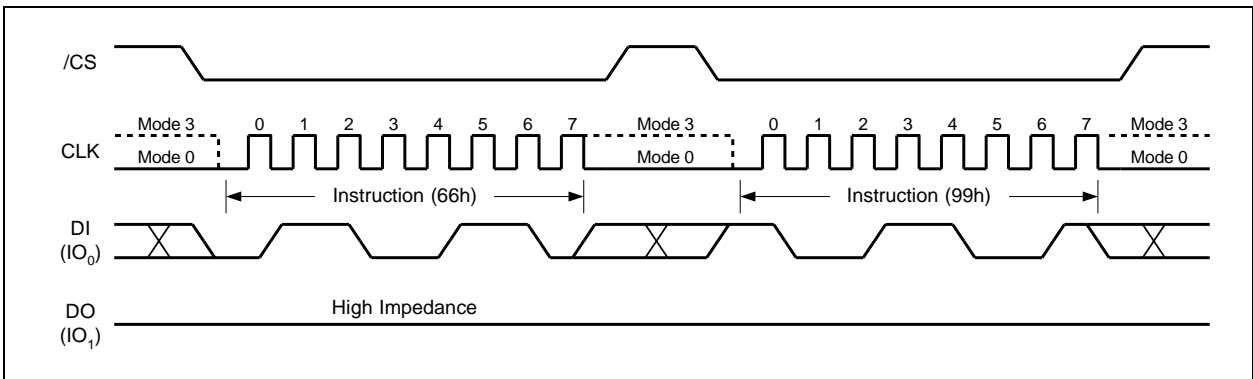 /CS
Mode 3 0 1 2 3 4 5 6 7 Mode 3 0 1 2 3 4 5 6 7 Mode 3
CLK
Mode 0 Mode 0 Mode 0
Instruction (66h) Instruction (99h)
DI
(IO₀)
High Impedance
DO
(IO₁)